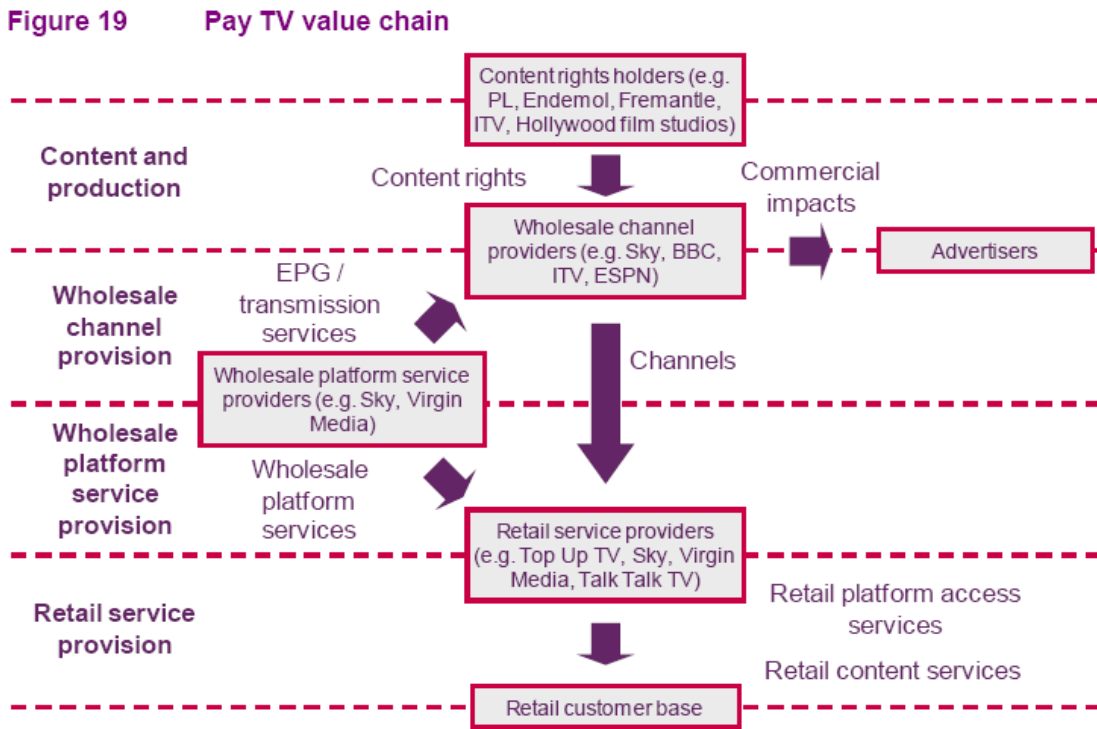 Figure 19 Pay TV value chain
Content rights holders (e.g.
PL, Endemol, Fremantle,
ITV, Hollywood film studios)
Content and
production
Content rights
Commercial
impacts
Wholesale channel
providers (e.g. Sky, BBC,
ITV, ESPN)
Advertisers
EPG /
transmission
services
Wholesale
channel
provision
Channels
Wholesale platform service
providers (e.g. Sky, Virgin
Media)
Wholesale
platform
service
provision
Wholesale
platform
services
Retail service providers
(e.g. Top Up TV, Sky, Virgin
Media, Talk Talk TV)
Retail platform access
services
Retail service
provision
Retail content services
Retail customer base